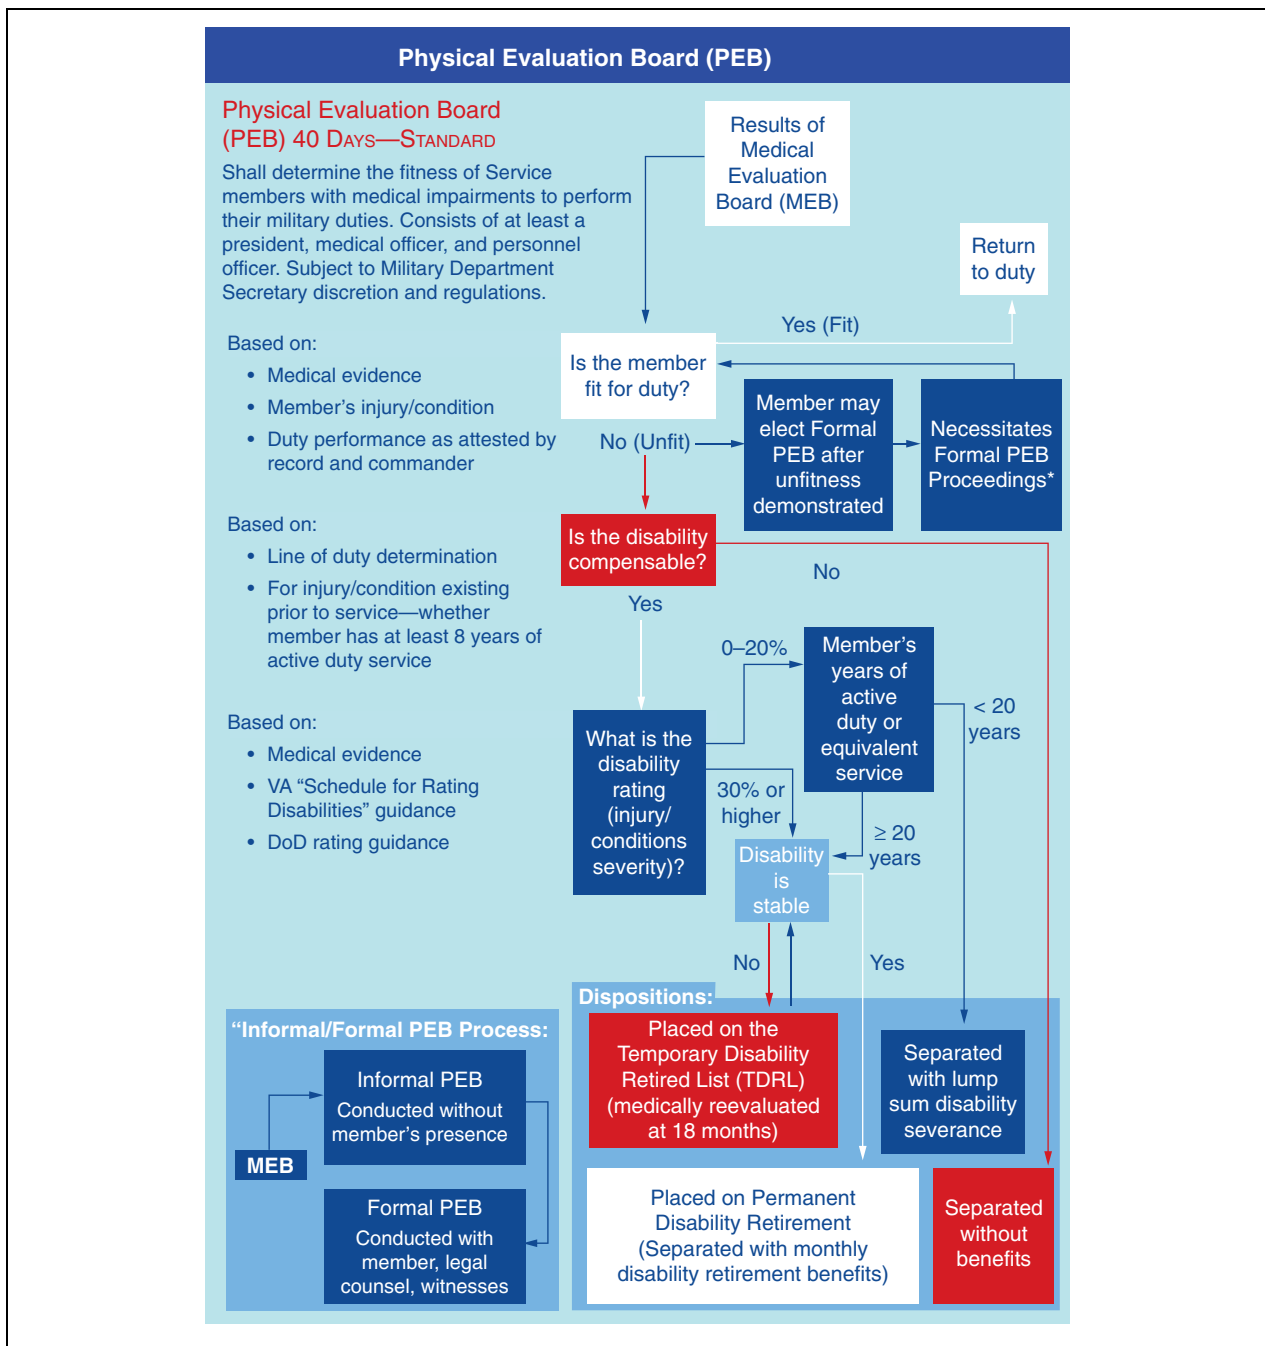 Physical Evaluation Board (PEB)
Physical Evaluation Board
(PEB) 40 DAYS—STANDARD
Shall determine the fitness of Service
members with medical impairments to perform
their military duties. Consists of at least a
president, medical officer, and personnel
officer. Subject to Military Department
Secretary discretion and regulations.
Results of
Medical
Evaluation
Board (MEB)
Return
to duty
Yes (Fit)
Based on:
• Medical evidence
• Member’s injury/condition
• Duty performance as attested by
record and commander
Is the member
fit for duty?
No (Unfit)
Member may
elect Formal
PEB after
unfitness
demonstrated
Necessitates
Formal PEB
Proceedings*
Based on:
• Line of duty determination
• For injury/condition existing
prior to service—whether
member has at least 8 years of
active duty service
Is the disability
compensable?
No
Yes
0–20%
Member’s
years of
active
duty or
equivalent
service
< 20
years
Based on:
• Medical evidence
• VA “Schedule for Rating
Disabilities” guidance
• DoD rating guidance
What is the
disability
rating
(injury/
conditions
severity)?
30% or
higher
≥ 20
years
Disability
is
stable
No
Yes
“Informal/Formal PEB Process:
MEB
Informal PEB
Conducted without
member’s presence
Formal PEB
Conducted with
member, legal
counsel, witnesses
Dispositions:
Placed on the
Temporary Disability
Retired List (TDRL)
(medically reevaluated
at 18 months)
Separated
with lump
sum disability
severance
Placed on Permanent
Disability Retirement
(Separated with monthly
disability retirement benefits)
Separated
without
benefits